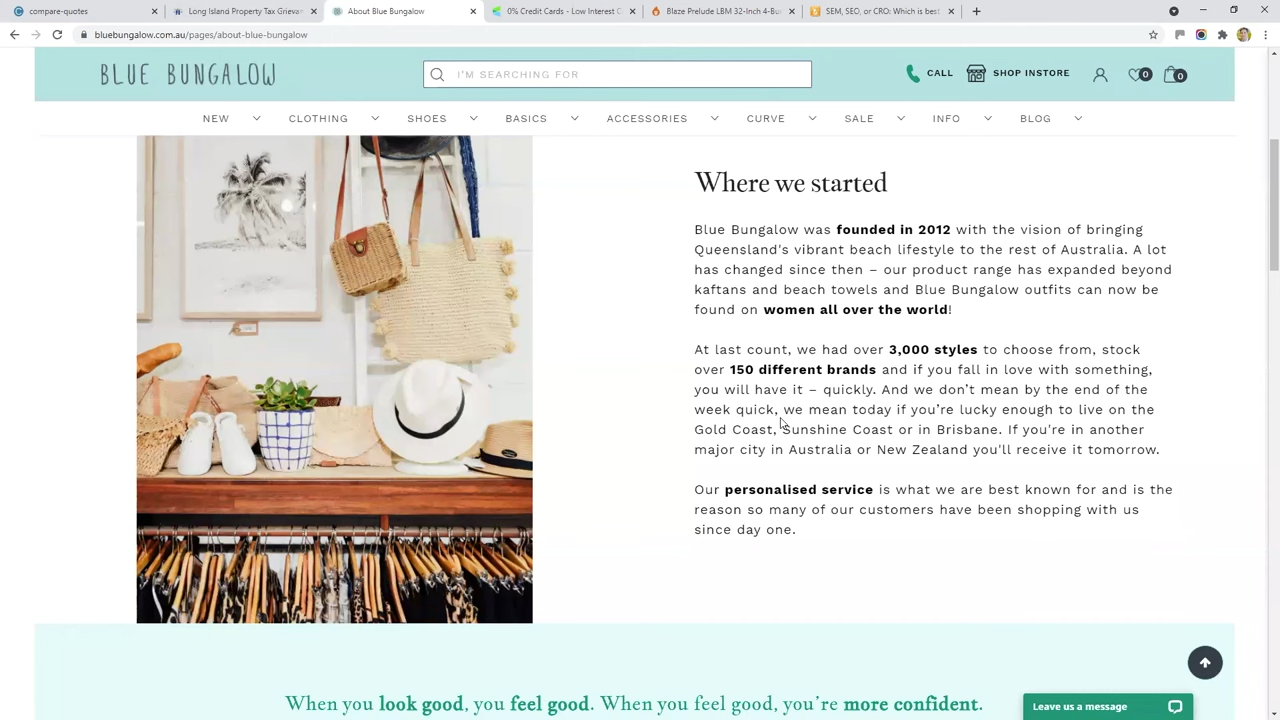 compare-quotes
Long Island Property Tax Grievan
About Blue Bungalow
0% Credit Cards - Low Interest C
Blaze Prelude LBM 32-Inch 4-Bur
SEM, SEO, or CRO: Which is best
bluebungalow.com.au/pages/about-blue-bungalow
BLUE BUNGALOW
I'M SEARCHING FOR
CALL
SHOP INSTORE
0
0
NEW
CLOTHING
SHOES
BASICS
ACCESSORIES
CURVE
SALE
INFO
BLOG
Where we started
Blue Bungalow was founded in 2012 with the vision of bringing
Queensland's vibrant beach lifestyle to the rest of Australia. A lot
has changed since then – our product range has expanded beyond
kaftans and beach towels and Blue Bungalow outfits can now be
found on women all over the world!
At last count, we had over 3,000 styles to choose from, stock
over 150 different brands and if you fall in love with something,
you will have it – quickly. And we don't mean by the end of the
week quick, we mean today if you're lucky enough to live on the
Gold Coast, Sunshine Coast or in Brisbane. If you're in another
major city in Australia or New Zealand you'll receive it tomorrow.
Our personalised service is what we are best known for and is the
reason so many of our customers have been shopping with us
since day one.
When you look good, you feel good. When you feel good, you're more confident.
Leave us a message